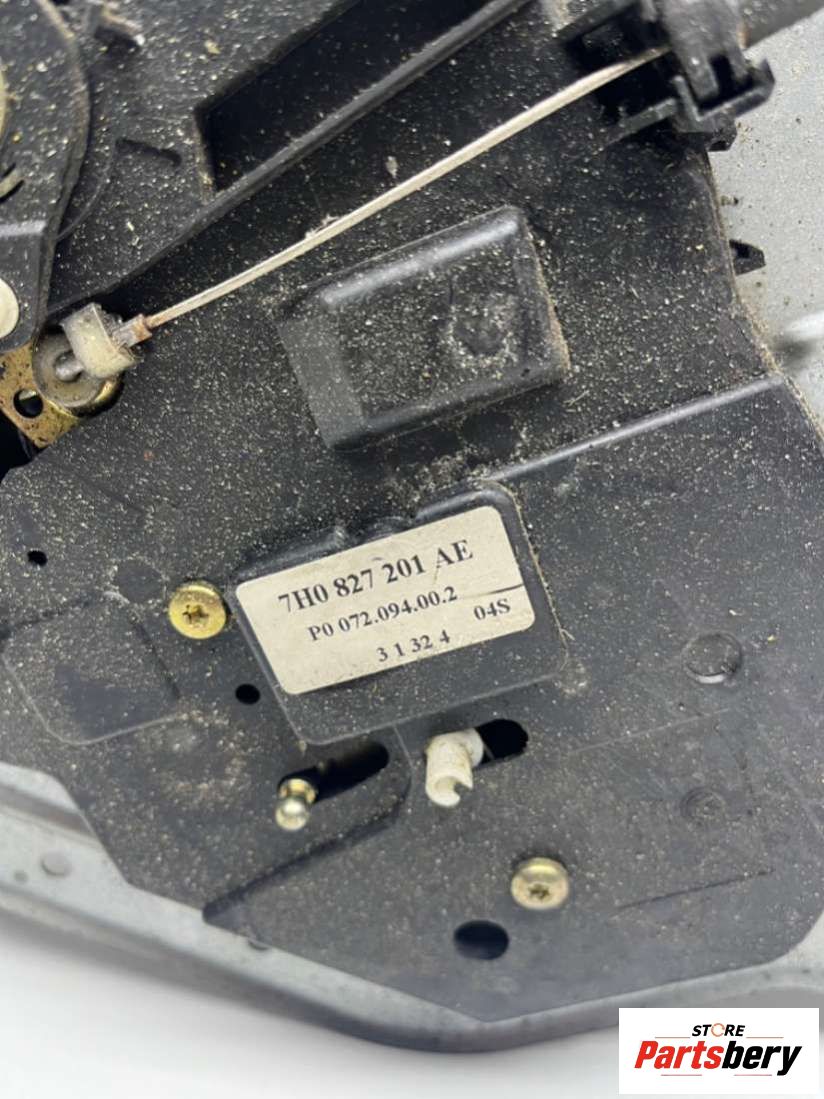 7H0 827 201 AE
P0 072.094.00.2
04S
3 1 32 4
STORE
Partsbery